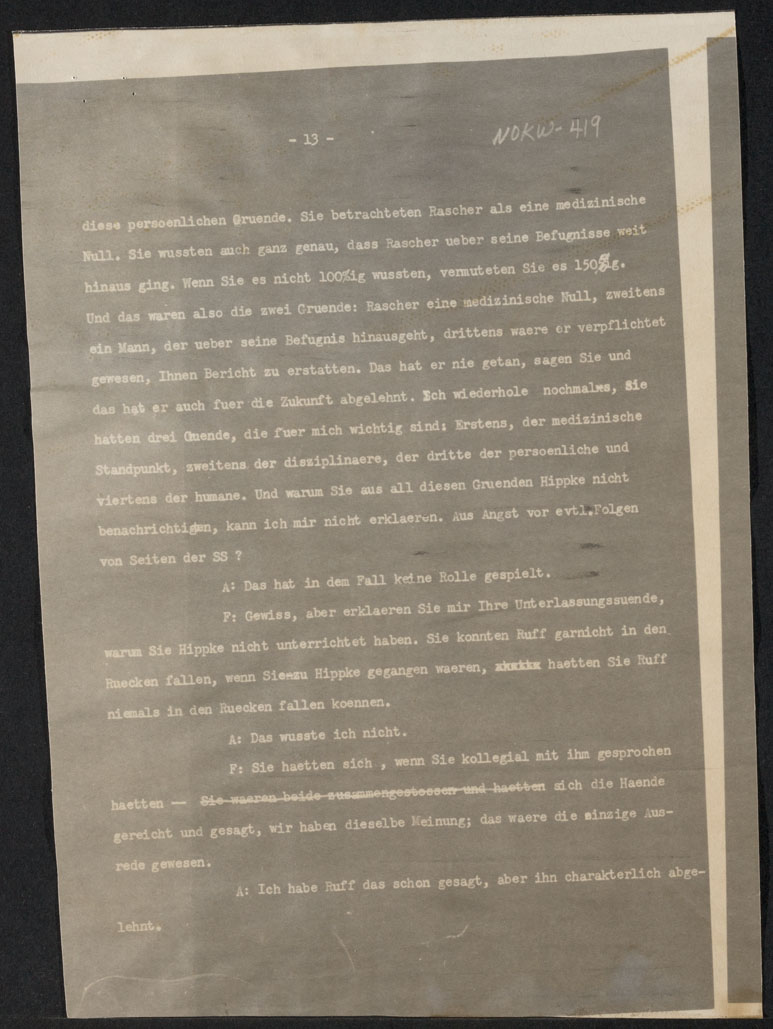 - 13 -
NOKW-419
diese persoenlichen Gruende. Sie betrachteten Rascher als eine medizinische
Null. Sie wussten auch ganz genau, dass Rascher ueber seine Befugnisse weit
hinaus ging. Wenn Sie es nicht 100%ig wussten, vermuteten Sie es 150%ig.
Und das waren also die zwei Gruende: Rascher eine medizinische Null, zweitens
ein Mann, der ueber seine Befugnis hinausgeht, drittens waere er verpflichtet
gewesen, Ihnen Bericht zu erstatten. Das hat er nie getan, sagen Sie und
das hat er auch fuer die Zukunft abgelehnt. Ich wiederhole nochmals, Sie
hatten drei Guende, die fuer mich wichtig sind: Erstens, der medizinische
Standpunkt, zweitens der disziplinaere, der dritte der persoenliche und
viertens der humane. Und warum Sie aus all diesen Gruenden Hippke nicht
benachrichtigen, kann ich mir nicht erklaeren. Aus Angst vor evtl.Folgen
von Seiten der SS ?
A: Das hat in dem Fall keine Rolle gespielt.
F: Gewiss, aber erklaeren Sie mir Ihre Unterlassungssuende,
warum Sie Hippke nicht unterrichtet haben. Sie konnten Ruff garnicht in den
Ruecken fallen, wenn Sie zu Hippke gegangen waeren, haetten Sie Ruff
niemals in den Ruecken fallen koennen.
A: Das wusste ich nicht.
F: Sie haetten sich , wenn Sie kollegial mit ihm gesprochen
haetten -- Sie waeren beide zusammengestossen und haetten sich die Haende
gereicht und gesagt, wir haben dieselbe Meinung; das waere die einzige Aus-
rede gewesen.
A: Ich habe Ruff das schon gesagt, aber ihn charakterlich abge-
lehnt.